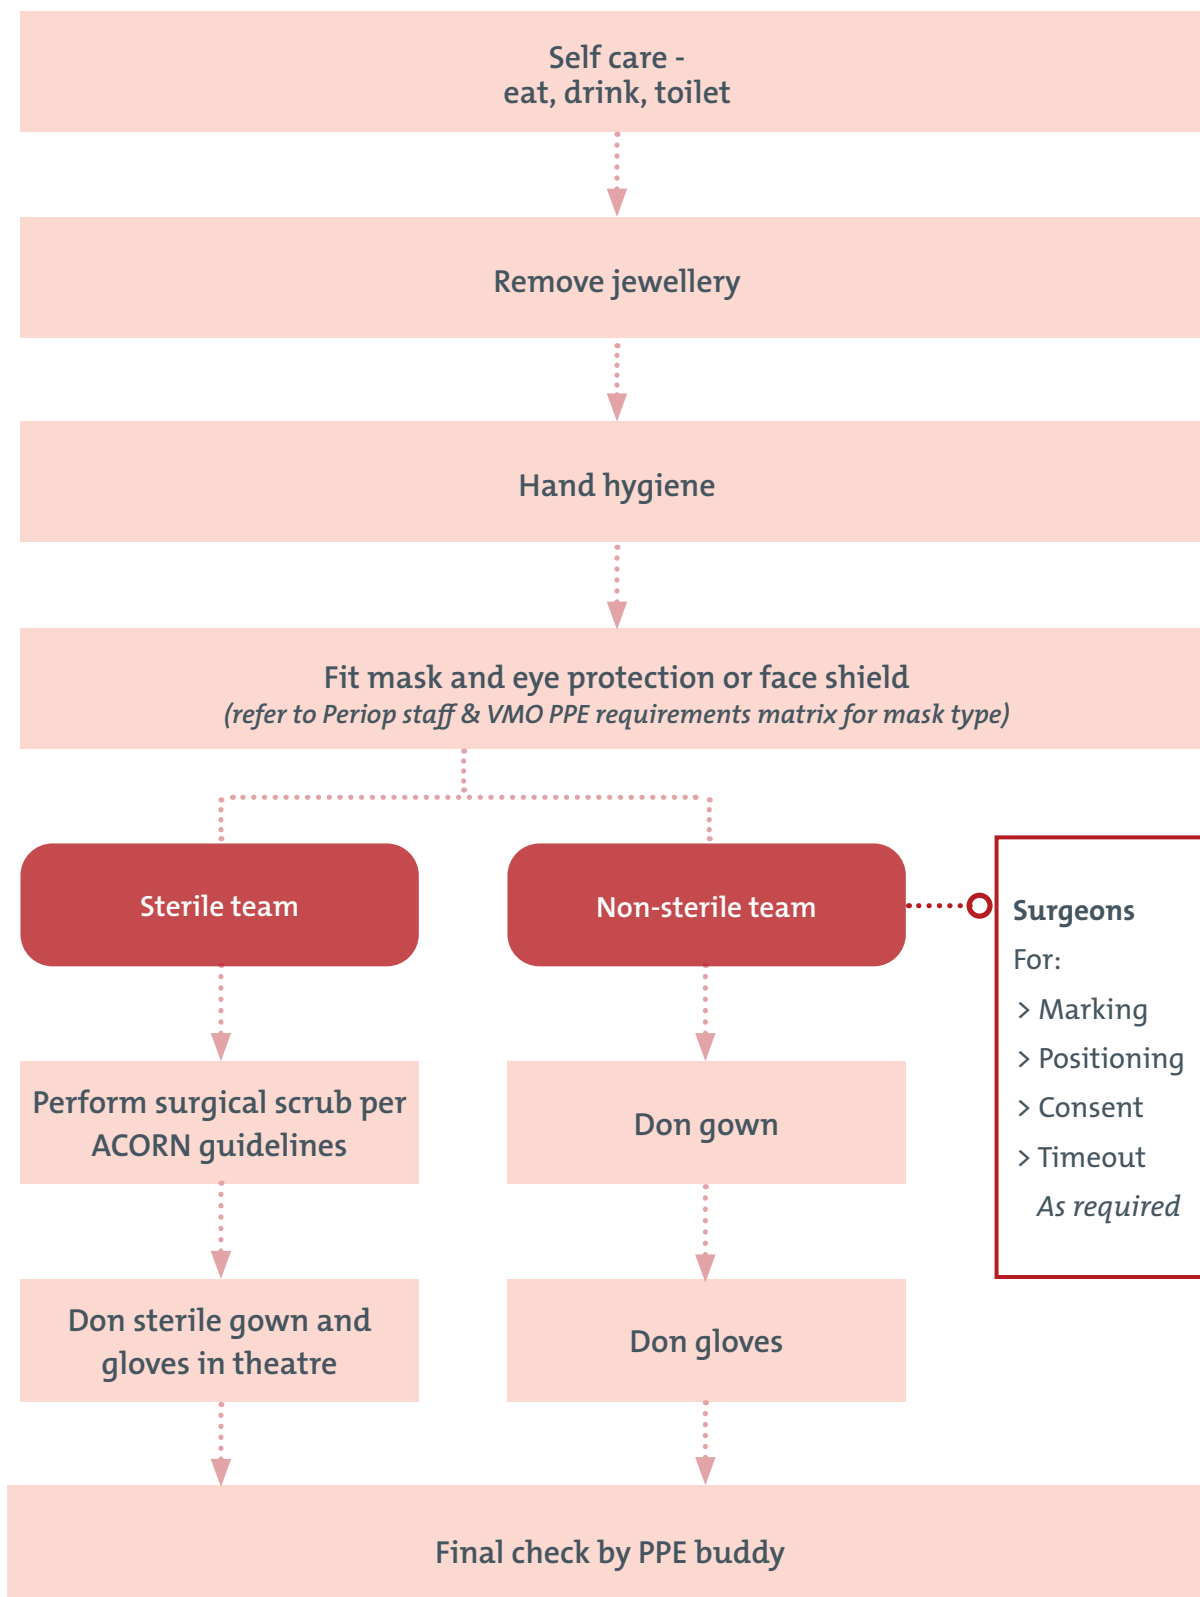 Self care -
eat, drink, toilet
Remove jewellery
Hand hygiene
Fit mask and eye protection or face shield
(refer to Periop staff & VMO PPE requirements matrix for mask type)
Sterile team
Non-sterile team
Surgeons
For:
> Marking
> Positioning
> Consent
> Timeout
As required
Perform surgical scrub per
ACORN guidelines
Don gown
Don sterile gown and
gloves in theatre
Don gloves
Final check by PPE buddy